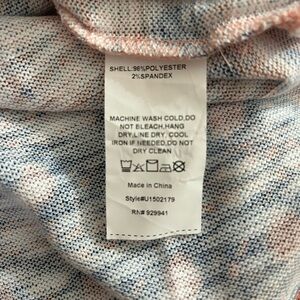 SHELL:98%POLYESTER
2%SPANDEX
MACHINE WASH COLD,DO
NOT BLEACH,HANG
DRY,LINE DRY, COOL
IRON IF NEEDED,DO NOT
DRY CLEAN
Made in China
Style#U1502179
RN# 929941